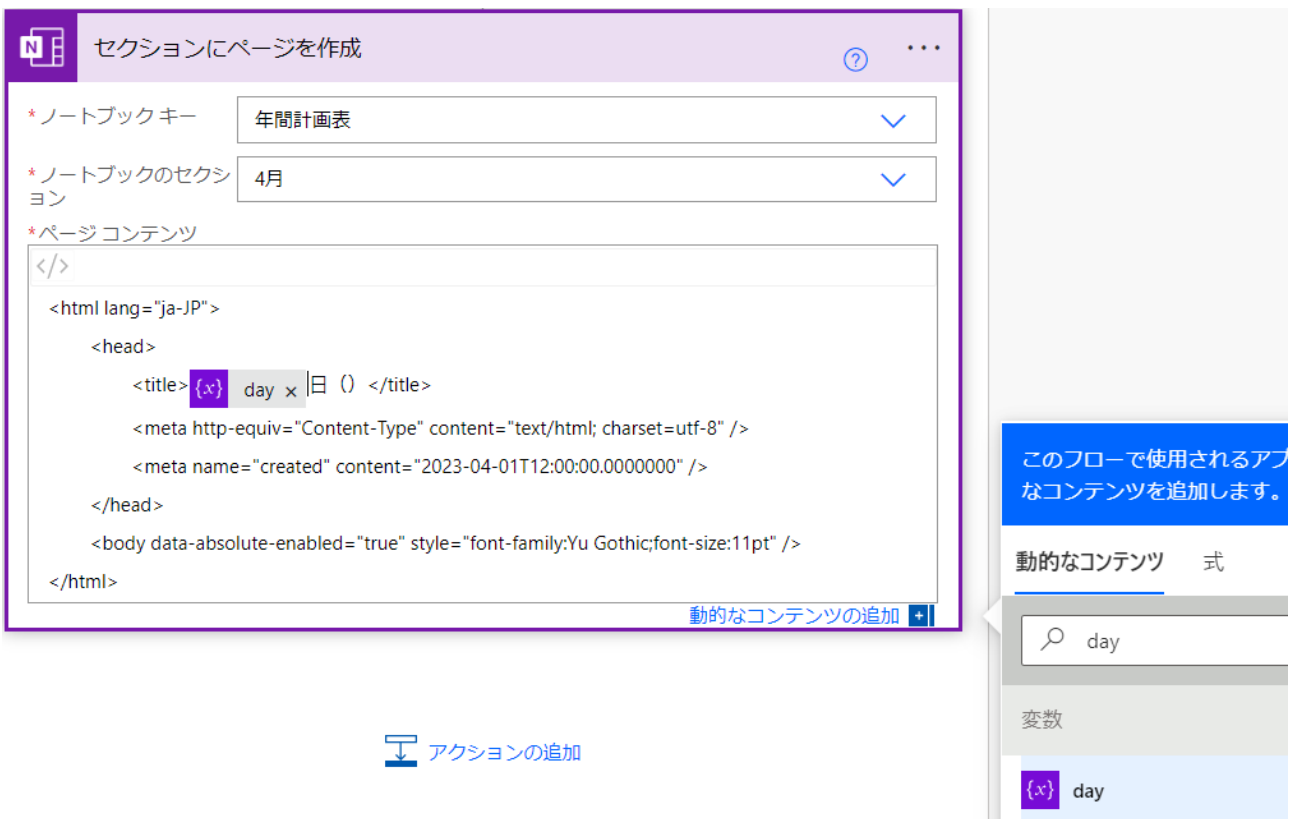 セクションにページを作成
*ノートブック キー
年間計画表
*ノートブックのセクシ
ョン
4月
*ページ コンテンツ
</>
<html lang="ja-JP">
<head>
<title>{x} day × 日（）</title>
<meta http-equiv="Content-Type" content="text/html; charset=utf-8" />
<meta name="created" content="2023-04-01T12:00:00.0000000" />
</head>
<body data-absolute-enabled="true" style="font-family:Yu Gothic;font-size:11pt" />
</html>
動的なコンテンツの追加
アクションの追加
このフローで使用されるアプ
なコンテンツを追加します。
動的なコンテンツ 式
day
変数
{x} day